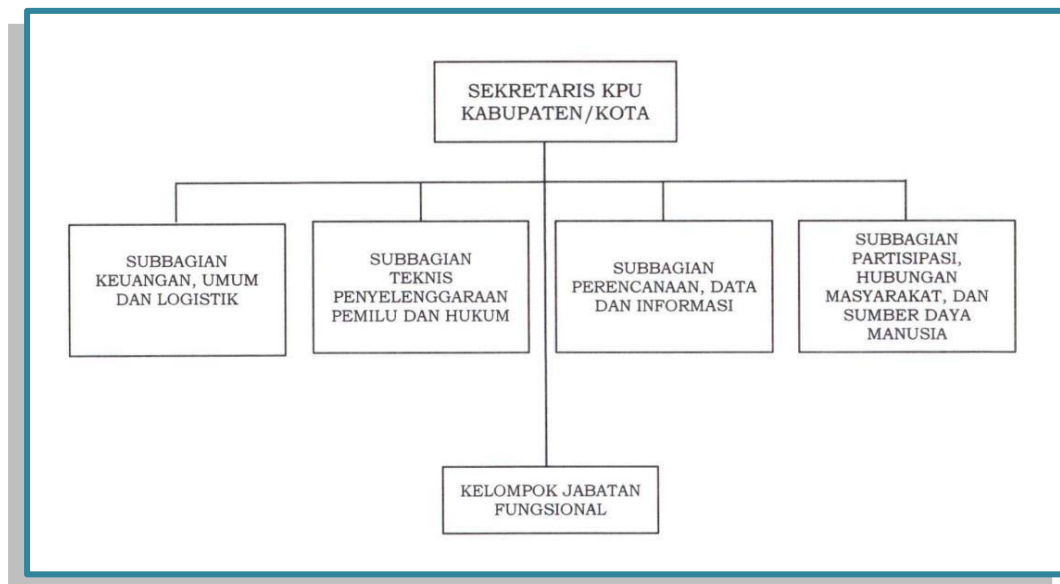 SEKRETARIS KPU
KABUPATEN/KOTA
SUBBAGIAN
KEUANGAN, UMUM
DAN LOGISTIK
SUBBAGIAN
TEKNIS
PENYELENGGARAAN
PEMILU DAN HUKUM
SUBBAGIAN
PERENCANAAN, DATA
DAN INFORMASI
SUBBAGIAN
PARTISIPASI,
HUBUNGAN
MASYARAKAT, DAN
SUMBER DAYA
MANUSIA
KELOMPOK JABATAN
FUNGSIONAL